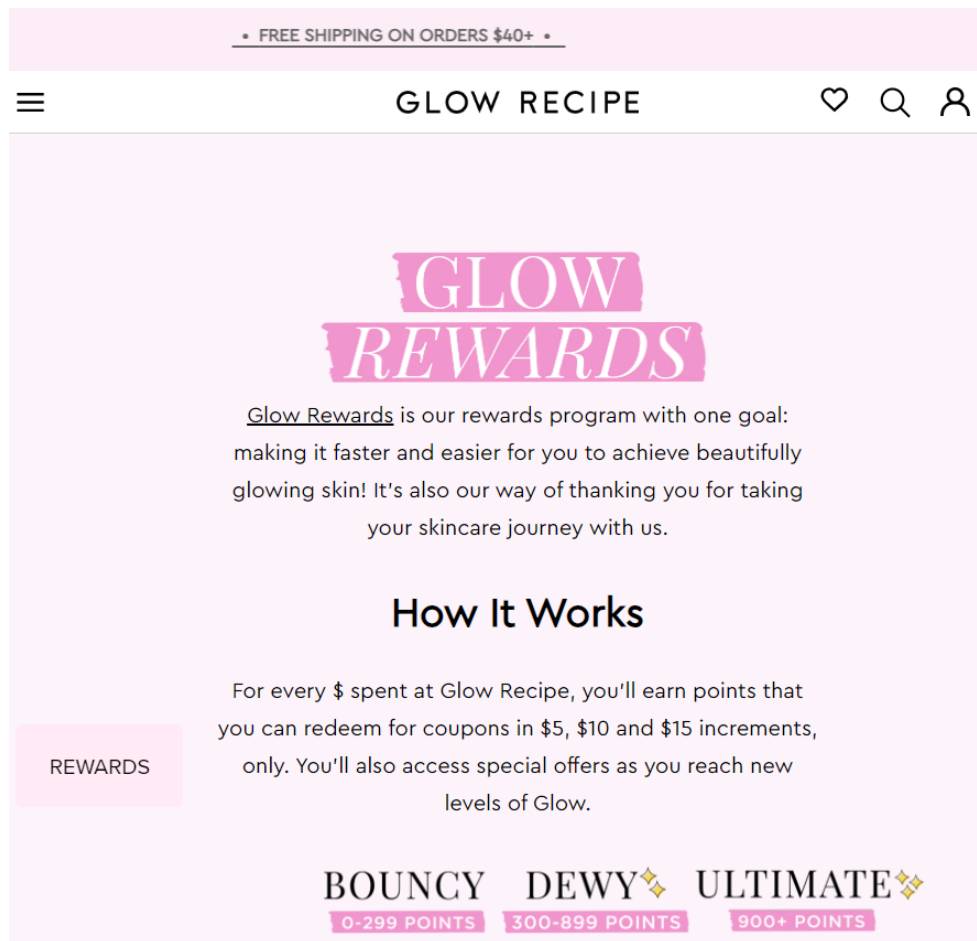 • FREE SHIPPING ON ORDERS $40+ •
GLOW RECIPE
GLOW
REWARDS
Glow Rewards is our rewards program with one goal:
making it faster and easier for you to achieve beautifully
glowing skin! It's also our way of thanking you for taking
your skincare journey with us.
How It Works
For every $ spent at Glow Recipe, you'll earn points that
you can redeem for coupons in $5, $10 and $15 increments,
only. You'll also access special offers as you reach new
levels of Glow.
REWARDS
BOUNCY DEWY ULTIMATE
0-299 POINTS 300-899 POINTS 900+ POINTS